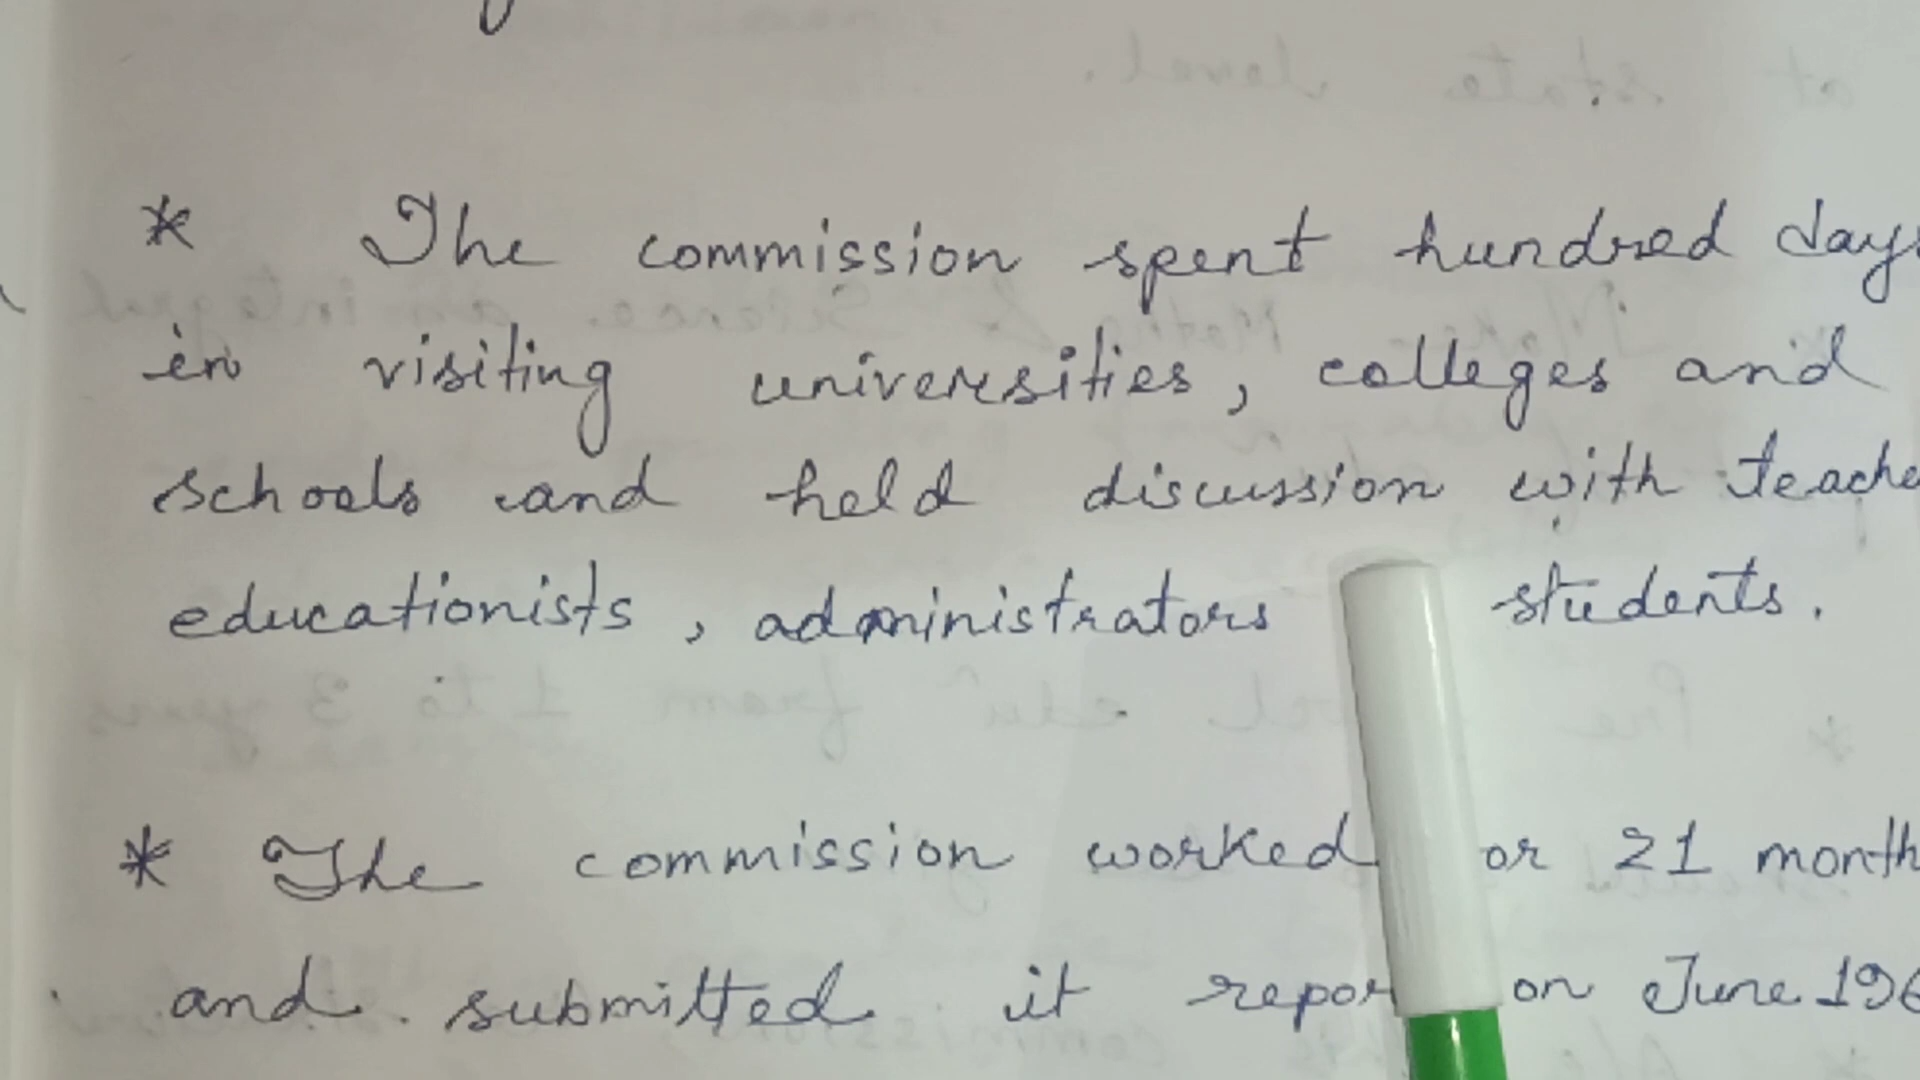 * The commission spent hundred days
in visiting universities, colleges and
schools and held discussion with teache
educationists, administrators students.
* The commission worked or 21 month
and submitted it repor on June 196